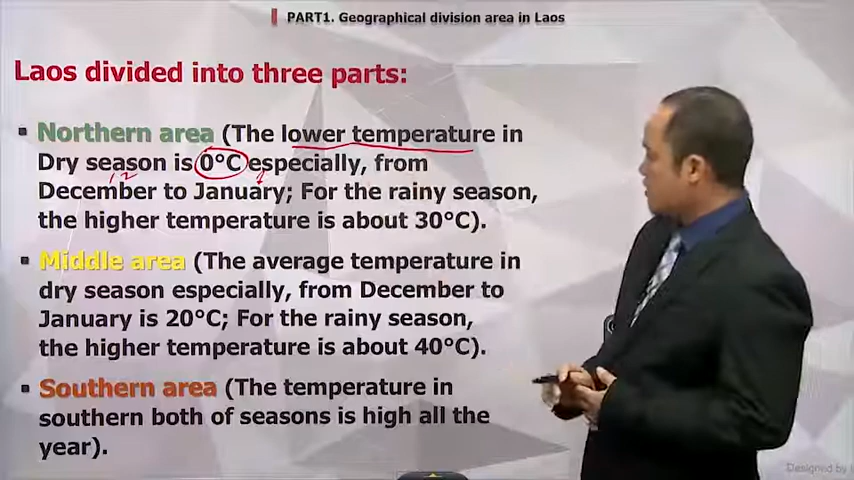 PART1. Geographical division area in Laos
Laos divided into three parts:
▪ Northern area (The lower temperature in
Dry season is 0°C especially, from
December to January; For the rainy season,
the higher temperature is about 30°C).
▪ Middle area (The average temperature in
dry season especially, from December to
January is 20°C; For the rainy season,
the higher temperature is about 40°C).
▪ Southern area (The temperature in
southern both of seasons is high all the
year).
Designed by